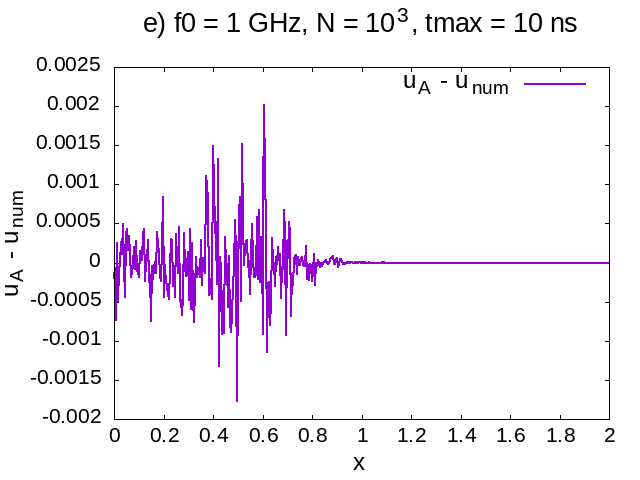 e) f0 = 1 GHz, N = 10³, tmax = 10 ns
u_A - u_num
0.0025
0.002
0.0015
0.001
0.0005
0
-0.0005
-0.001
-0.0015
-0.002
u_A - u_num
0 0.2 0.4 0.6 0.8 1 1.2 1.4 1.6 1.8 2
x